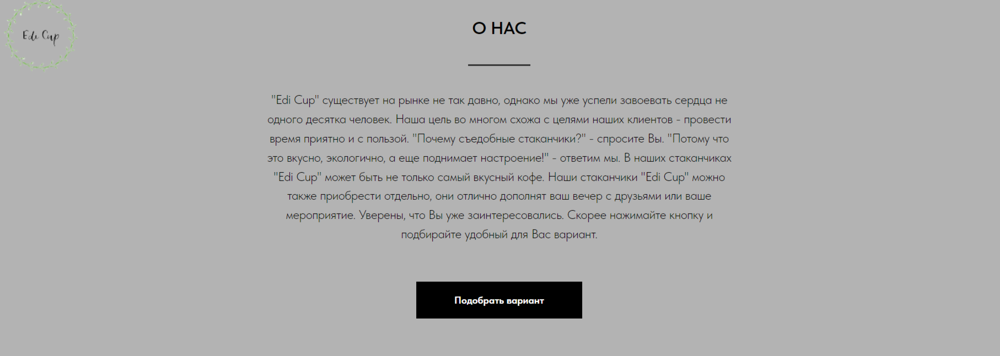 Edi Cup
О НАС
"Edi Cup" существует на рынке не так давно, однако мы уже успели завоевать сердца не
одного десятка человек. Наша цель во многом схожа с целями наших клиентов - провести
время приятно и с пользой. "Почему съедобные стаканчики?" - спросите Вы. "Потому что
это вкусно, экологично, а еще поднимает настроение!" - ответим мы. В наших стаканчиках
"Edi Cup" может быть не только самый вкусный кофе. Наши стаканчики "Edi Cup" можно
также приобрести отдельно, они отлично дополнят ваш вечер с друзьями или ваше
мероприятие. Уверены, что Вы уже заинтересовались. Скорее нажимайте кнопку и
подбирайте удобный для Вас вариант.
Подобрать вариант